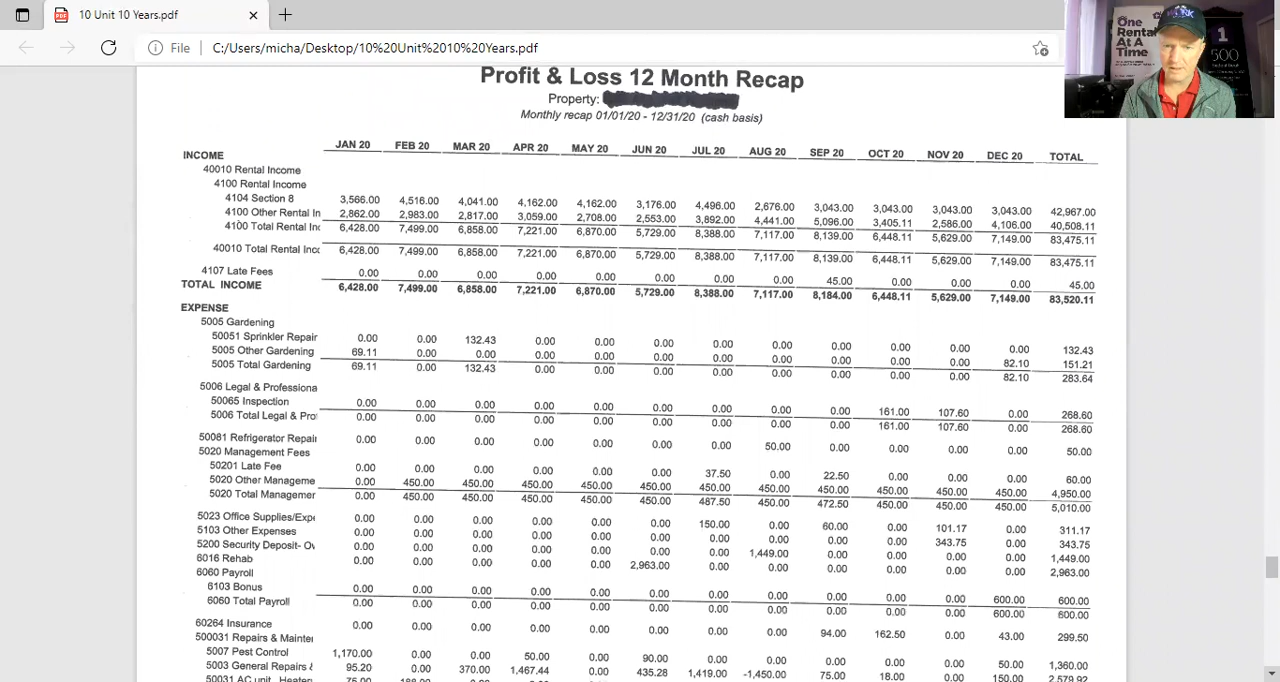 10 Unit 10 Years.pdf
File C:/Users/micha/Desktop/10%20Unit%2010%20Years.pdf
One
Rental
At A
Time
1
500
Profit & Loss 12 Month Recap
Property:
Monthly recap 01/01/20 - 12/31/20 (cash basis)
JAN 20 FEB 20 MAR 20 APR 20 MAY 20 JUN 20 JUL 20 AUG 20 SEP 20 OCT 20 NOV 20 DEC 20 TOTAL
INCOME
40010 Rental Income
4100 Rental Income
4104 Section 8 3,566.00 4,516.00 4,041.00 4,162.00 4,162.00 3,176.00 4,496.00 2,676.00 3,043.00 3,043.00 3,043.00 3,043.00 42,967.00
4100 Other Rental In 2,862.00 2,983.00 2,817.00 3,059.00 2,708.00 2,553.00 3,892.00 4,441.00 5,096.00 3,405.11 2,586.00 4,106.00 40,508.11
4100 Total Rental Inc 6,428.00 7,499.00 6,858.00 7,221.00 6,870.00 5,729.00 8,388.00 7,117.00 8,139.00 6,448.11 5,629.00 7,149.00 83,475.11
40010 Total Rental Inco 6,428.00 7,499.00 6,858.00 7,221.00 6,870.00 5,729.00 8,388.00 7,117.00 8,139.00 6,448.11 5,629.00 7,149.00 83,475.11
4107 Late Fees 0.00 0.00 0.00 0.00 0.00 0.00 0.00 0.00 45.00 0.00 0.00 0.00 45.00
TOTAL INCOME 6,428.00 7,499.00 6,858.00 7,221.00 6,870.00 5,729.00 8,388.00 7,117.00 8,184.00 6,448.11 5,629.00 7,149.00 83,520.11
EXPENSE
5005 Gardening
50051 Sprinkler Repair 0.00 0.00 132.43 0.00 0.00 0.00 0.00 0.00 0.00 0.00 0.00 0.00 132.43
5005 Other Gardening 69.11 0.00 0.00 0.00 0.00 0.00 0.00 0.00 0.00 0.00 0.00 82.10 151.21
5005 Total Gardening 69.11 0.00 132.43 0.00 0.00 0.00 0.00 0.00 0.00 0.00 0.00 82.10 283.64
5006 Legal & Professiona
50065 Inspection 0.00 0.00 0.00 0.00 0.00 0.00 0.00 0.00 0.00 161.00 107.60 0.00 268.60
5006 Total Legal & Prof 0.00 0.00 0.00 0.00 0.00 0.00 0.00 0.00 0.00 161.00 107.60 0.00 268.60
50081 Refrigerator Repair 0.00 0.00 0.00 0.00 0.00 0.00 0.00 50.00 0.00 0.00 0.00 0.00 50.00
5020 Management Fees
50201 Late Fee 0.00 0.00 0.00 0.00 0.00 0.00 37.50 0.00 22.50 0.00 0.00 0.00 60.00
5020 Other Manageme 0.00 450.00 450.00 450.00 450.00 450.00 450.00 450.00 450.00 450.00 450.00 450.00 4,950.00
5020 Total Managemer 0.00 450.00 450.00 450.00 450.00 450.00 487.50 450.00 472.50 450.00 450.00 450.00 5,010.00
5023 Office Supplies/Expe 0.00 0.00 0.00 0.00 0.00 0.00 150.00 0.00 60.00 0.00 101.17 0.00 311.17
5103 Other Expenses 0.00 0.00 0.00 0.00 0.00 0.00 0.00 0.00 0.00 0.00 343.75 0.00 343.75
5200 Security Deposit- Ov 0.00 0.00 0.00 0.00 0.00 0.00 0.00 1,449.00 0.00 0.00 0.00 0.00 1,449.00
6016 Rehab 0.00 0.00 0.00 0.00 0.00 2,963.00 0.00 0.00 0.00 0.00 0.00 0.00 2,963.00
6060 Payroll
6103 Bonus 0.00 0.00 0.00 0.00 0.00 0.00 0.00 0.00 0.00 0.00 0.00 600.00 600.00
6060 Total Payroll 0.00 0.00 0.00 0.00 0.00 0.00 0.00 0.00 0.00 0.00 0.00 600.00 600.00
60264 Insurance 0.00 0.00 0.00 0.00 0.00 0.00 0.00 0.00 94.00 162.50 0.00 43.00 299.50
500031 Repairs & Mainter
5007 Pest Control 1,170.00 0.00 0.00 50.00 0.00 90.00 0.00 0.00 0.00 0.00 0.00 50.00 1,360.00
5003 General Repairs & 95.20 0.00 370.00 1,467.44 0.00 435.28 1,419.00 -1,450.00 75.00 18.00 0.00 150.00 2,579.92
50031 AC unit, Heater 75.00 188.00